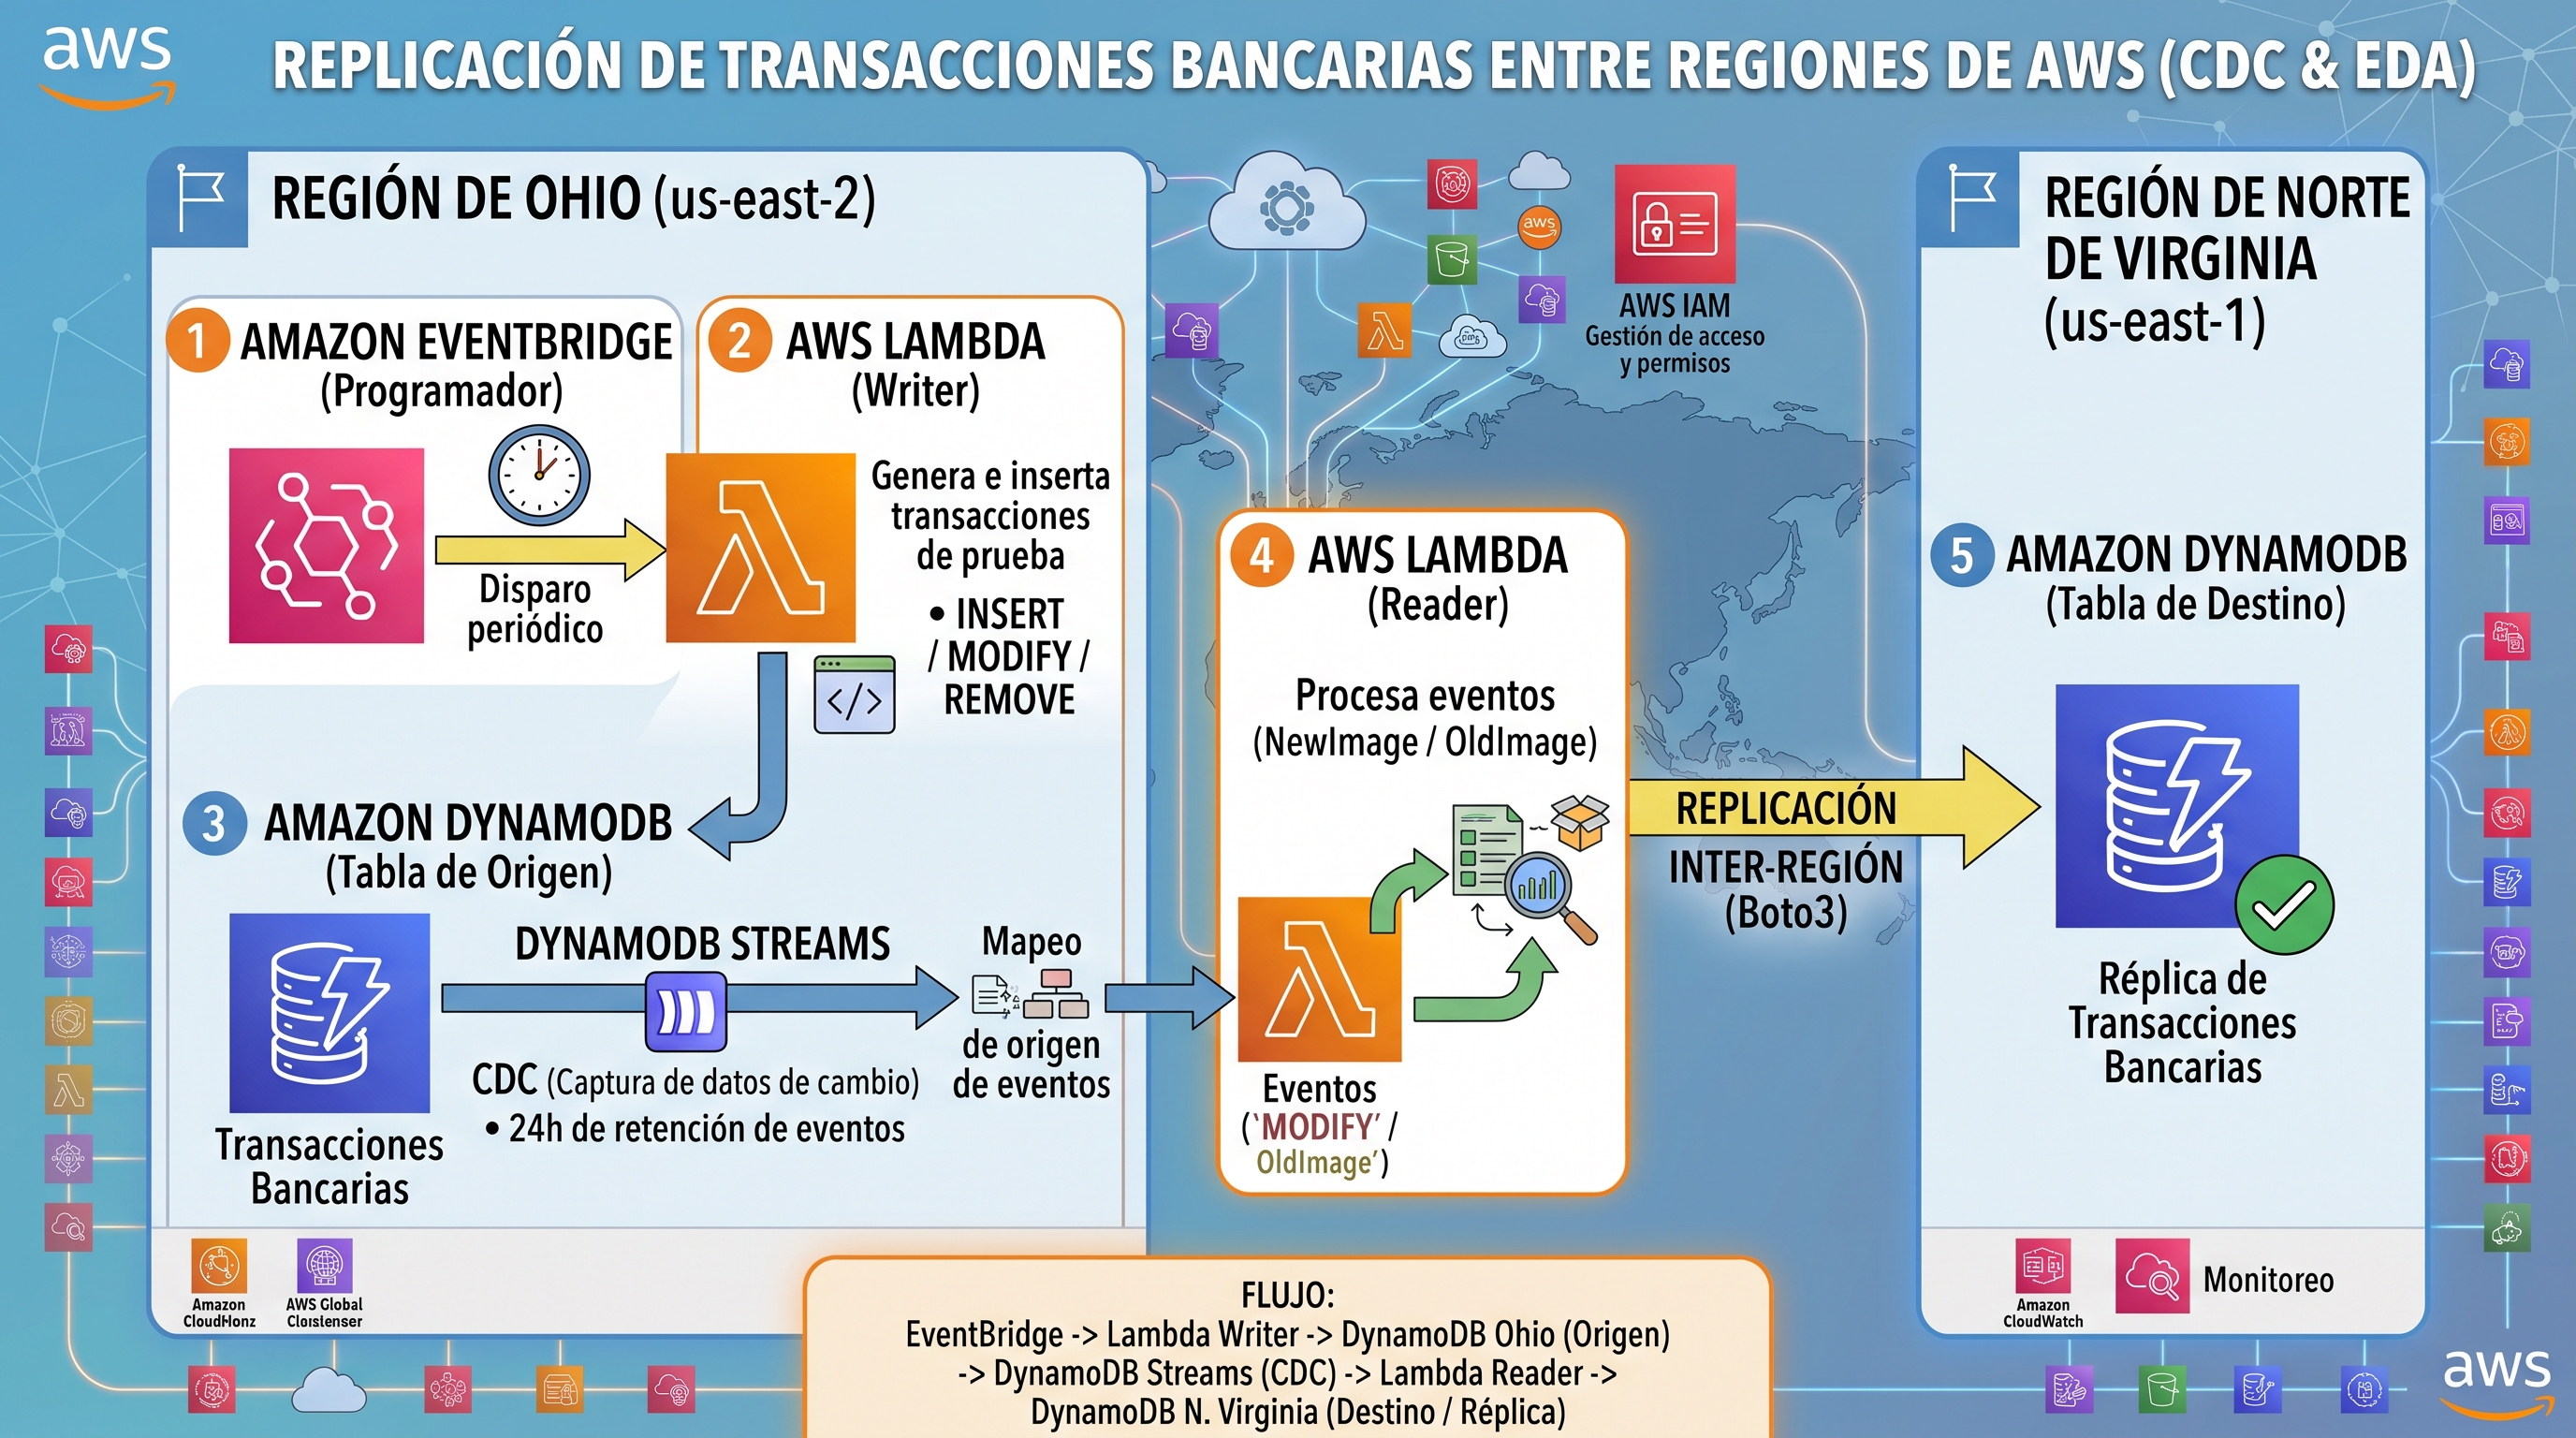 aws
REPLICACIÓN DE TRANSACCIONES BANCARIAS ENTRE REGIONES DE AWS (CDC & EDA)
REGIÓN DE OHIO (us-east-2)
1
AMAZON EVENTBRIDGE
(Programador)
Disparo
periódico
2
AWS LAMBDA
(Writer)
Genera e inserta
transacciones
de prueba
• INSERT
/ MODIFY /
REMOVE
</>
3
AMAZON DYNAMODB
(Tabla de Origen)
Transacciones
Bancarias
DYNAMODB STREAMS
CDC (Captura de datos de cambio)
• 24h de retención de eventos
Mapeo
de origen
de eventos
Amazon
CloudHonz
AWS Global
Cloistenser
aws
AWS IAM
Gestión de acceso
y permisos
4
AWS LAMBDA
(Reader)
Procesa eventos
(NewImage / OldImage)
Eventos
('MODIFY' /
OldImage')
REPLICACIÓN
INTER-REGIÓN
(Boto3)
REGIÓN DE NORTE
DE VIRGINIA
(us-east-1)
5
AMAZON DYNAMODB
(Tabla de Destino)
Réplica de
Transacciones
Bancarias
Amazon
CloudWatch
Monitoreo
FLUJO:
EventBridge -> Lambda Writer -> DynamoDB Ohio (Origen)
-> DynamoDB Streams (CDC) -> Lambda Reader ->
DynamoDB N. Virginia (Destino / Réplica)
aws